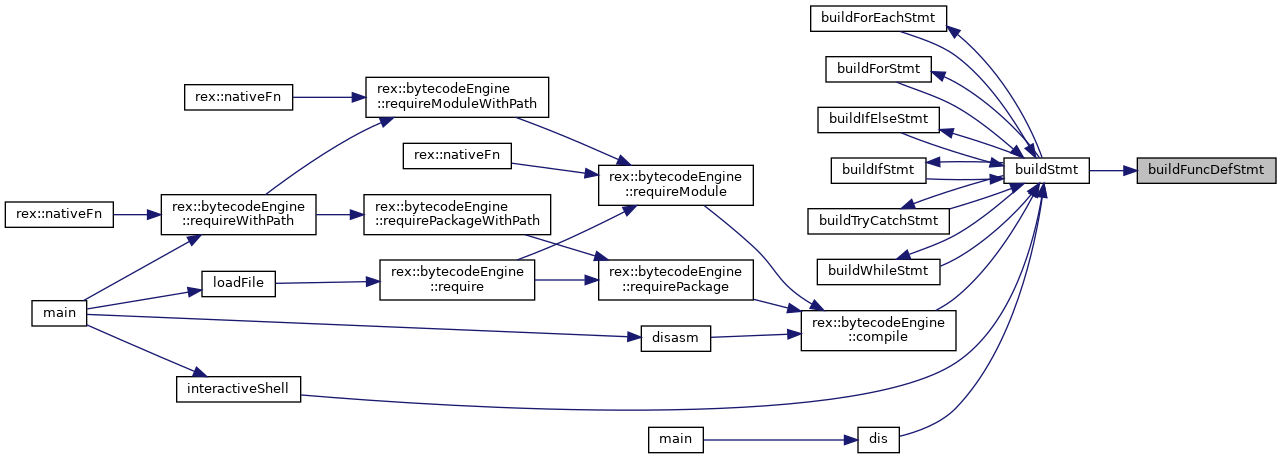 buildForEachStmt
buildForStmt
rex::bytecodeEngine
::requireModuleWithPath
rex::nativeFn
buildIfElseStmt
rex::nativeFn
buildIfStmt
buildStmt
buildFuncDefStmt
rex::bytecodeEngine
::requireModule
rex::nativeFn
rex::bytecodeEngine
::requireWithPath
rex::bytecodeEngine
::requirePackageWithPath
buildTryCatchStmt
buildWhileStmt
loadFile
rex::bytecodeEngine
::require
rex::bytecodeEngine
::requirePackage
main
disasm
rex::bytecodeEngine
::compile
interactiveShell
main
dis